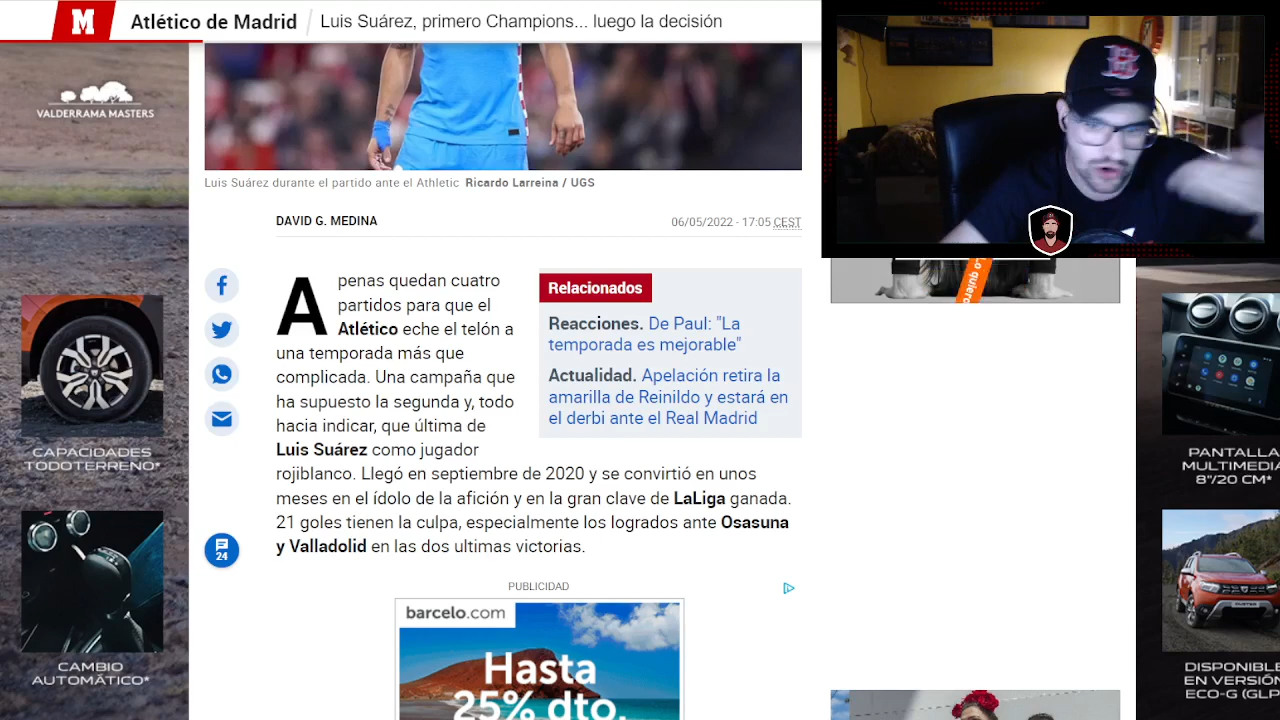 M
Atlético de Madrid
Luis Suárez, primero Champions... luego la decisión
VALDERRAMA MASTERS
Luis Suárez durante el partido ante el Athletic Ricardo Larreina / UGS
DAVID G. MEDINA
06/05/2022 - 17:05 CEST
Apenas quedan cuatro
partidos para que el
Atlético eche el telón a
una temporada más que
complicada. Una campaña que
ha supuesto la segunda y, todo
hacia indicar, que última de
Luis Suárez como jugador
rojiblanco. Llegó en septiembre de 2020 y se convirtió en unos
meses en el ídolo de la afición y en la gran clave de LaLiga ganada.
21 goles tienen la culpa, especialmente los logrados ante Osasuna
y Valladolid en las dos ultimas victorias.
Relacionados
Reacciones. De Paul: "La
temporada es mejorable"
Actualidad. Apelación retira la
amarilla de Reinildo y estará en
el derbi ante el Real Madrid
24
PUBLICIDAD
barcelo.com
Hasta
25% dto.
CAPACIDADES
TODOTERRENO*
CAMBIO
AUTOMÁTICO*
Lo quiero
PANTALLA
MULTIMEDIA
8"/20 CM*
DUSTER
DISPONIBLE
EN VERSIÓN
ECO-G (GLP
B